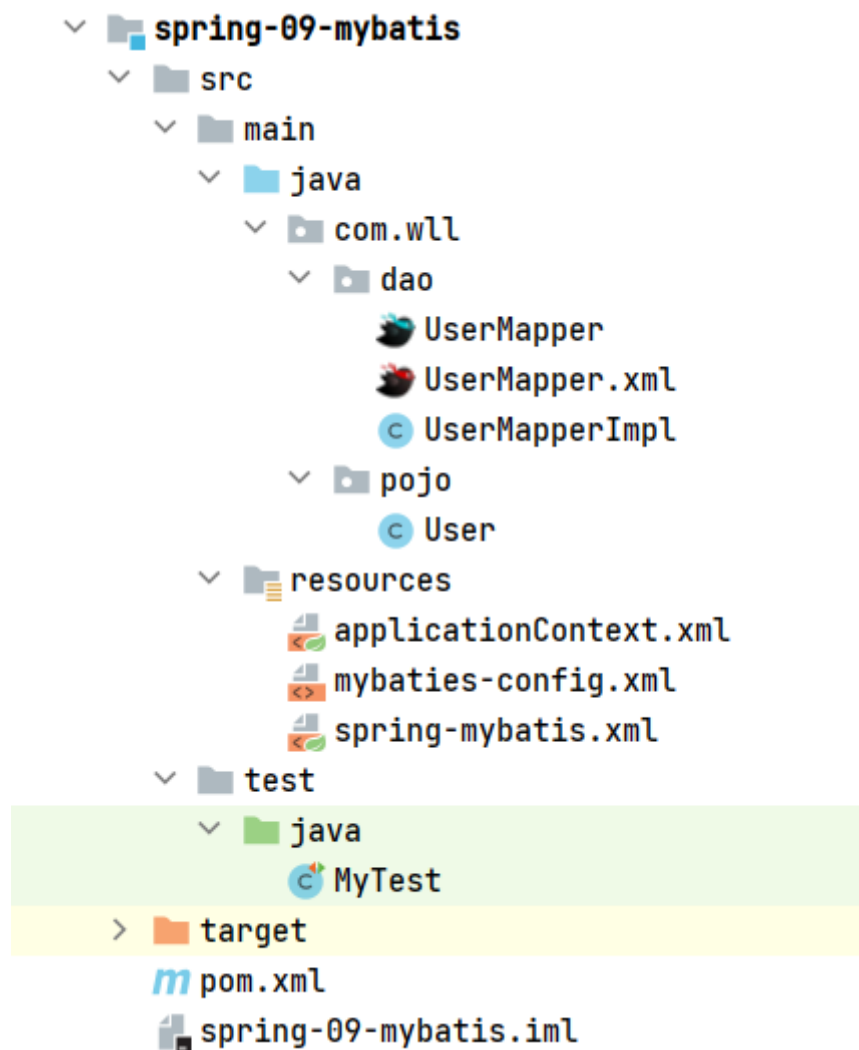 spring-09-mybatis
src
main
java
com.wll
dao
UserMapper
UserMapper.xml
UserMapperImpl
pojo
User
resources
applicationContext.xml
mybaties-config.xml
spring-mybatis.xml
test
java
MyTest
target
pom.xml
spring-09-mybatis.iml